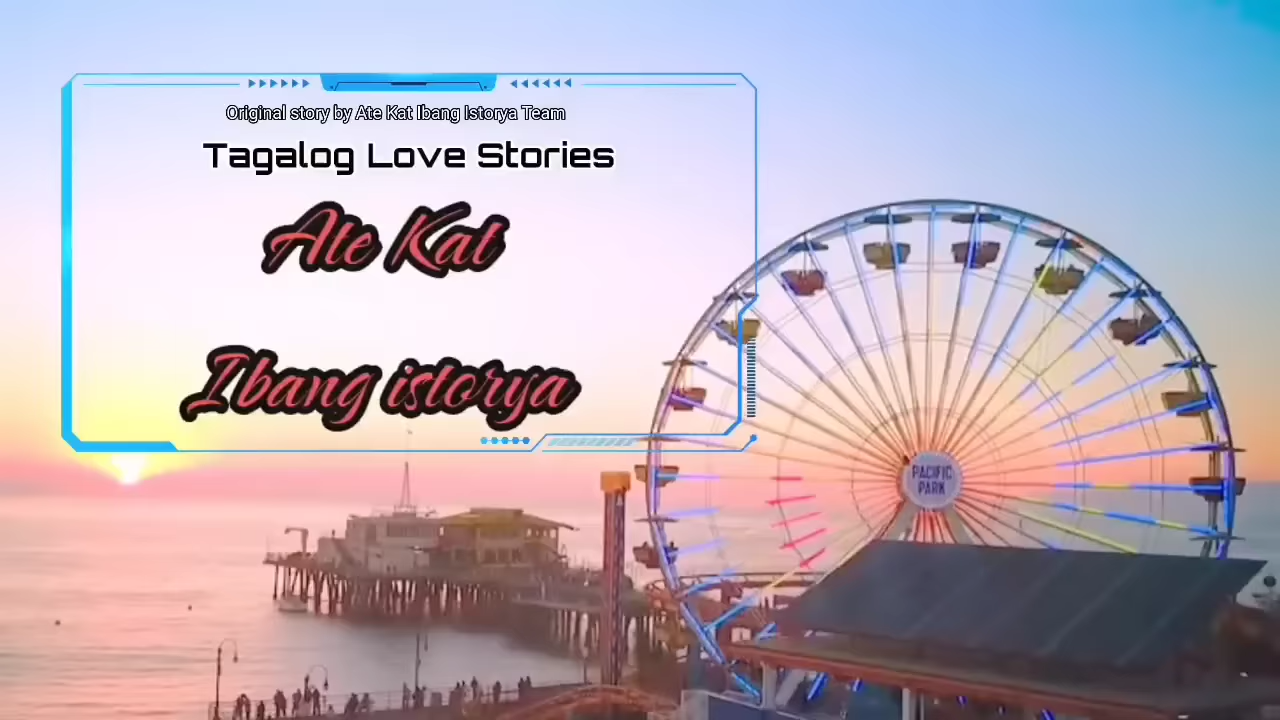 Original story by Ate Kat Ibang Istorya Team
Tagalog Love Stories
Ate Kat
Ibang istorya
PACIFIC
PARK